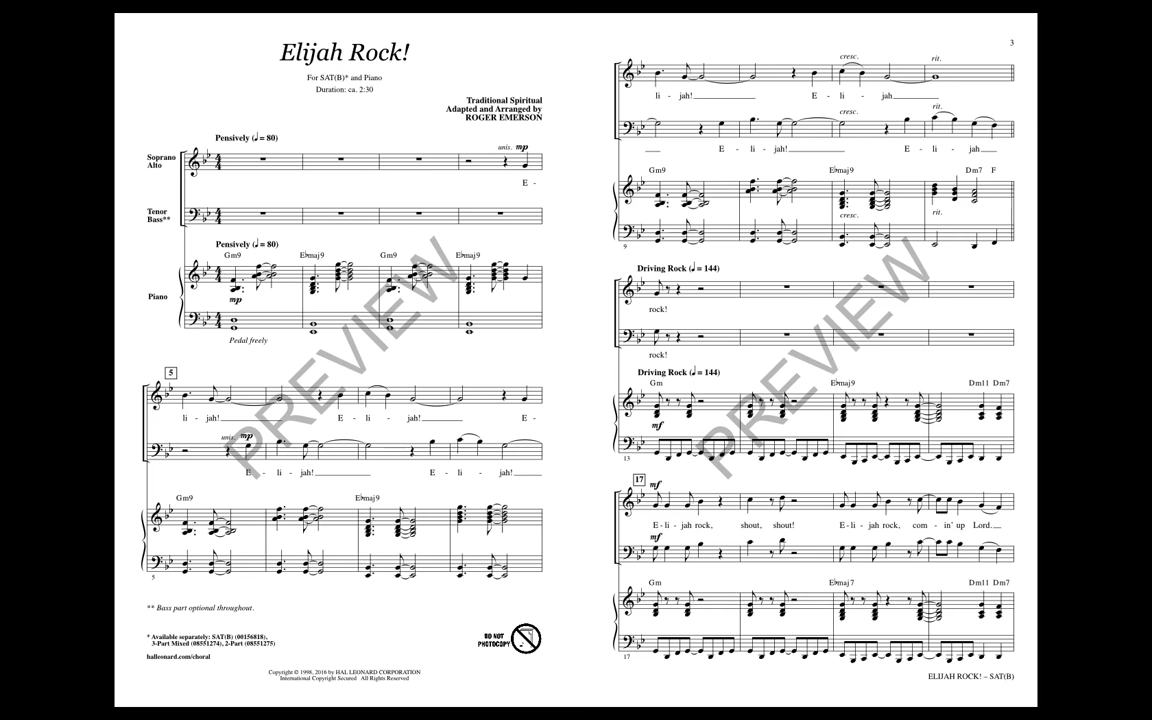 Elijah Rock!
For SAT(B)* and Piano
Duration: ca. 2:30
Traditional Spiritual
Adapted and Arranged by
ROGER EMERSON
Pensively (♩ = 80)
unis. mp
Soprano
Alto
E -
Tenor
Bass**
Pensively (♩ = 80)
Gm9 E♭maj9 Gm9 E♭maj9
Piano
mp
Pedal freely
5
li - jah! E - li - jah! E -
unis. mp
E - li - jah! E - li - jah!
Gm9 E♭maj9
5
** Bass part optional throughout.
* Available separately: SAT(B) (00156818),
3-Part Mixed (08551274), 2-Part (08551275)
halleonard.com/choral
DO NOT
PHOTOCOPY
Copyright © 1998, 2016 by HAL LEONARD CORPORATION
International Copyright Secured All Rights Reserved
PREVIEW
3
cresc. rit.
li - jah! E - li - jah
cresc. rit.
E - li - jah! E - li - jah
Gm9 E♭maj9 Dm7 F
cresc. rit.
9
Driving Rock (♩ = 144)
rock!
rock!
Driving Rock (♩ = 144)
Gm E♭maj9 Dm11 Dm7
mf
13
17 mf
E - li - jah rock, shout, shout! E - li - jah rock, com - in' up Lord.
mf
Gm E♭maj7 Dm11 Dm7
17
ELIJAH ROCK! – SAT(B)
PREVIEW